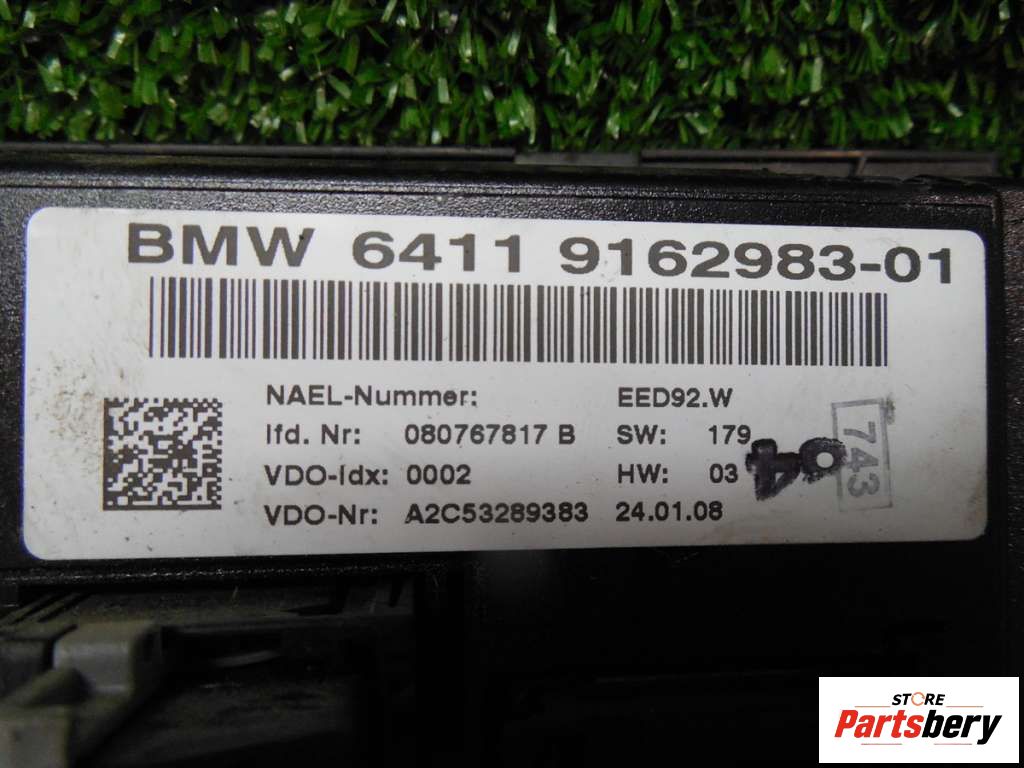 BMW 6411 9162983-01
NAEL-Nummer: EED92.W
lfd. Nr: 080767817 B SW: 179
VDO-Idx: 0002 HW: 03
VDO-Nr: A2C53289383 24.01.08
04
743
STORE
Partsbery